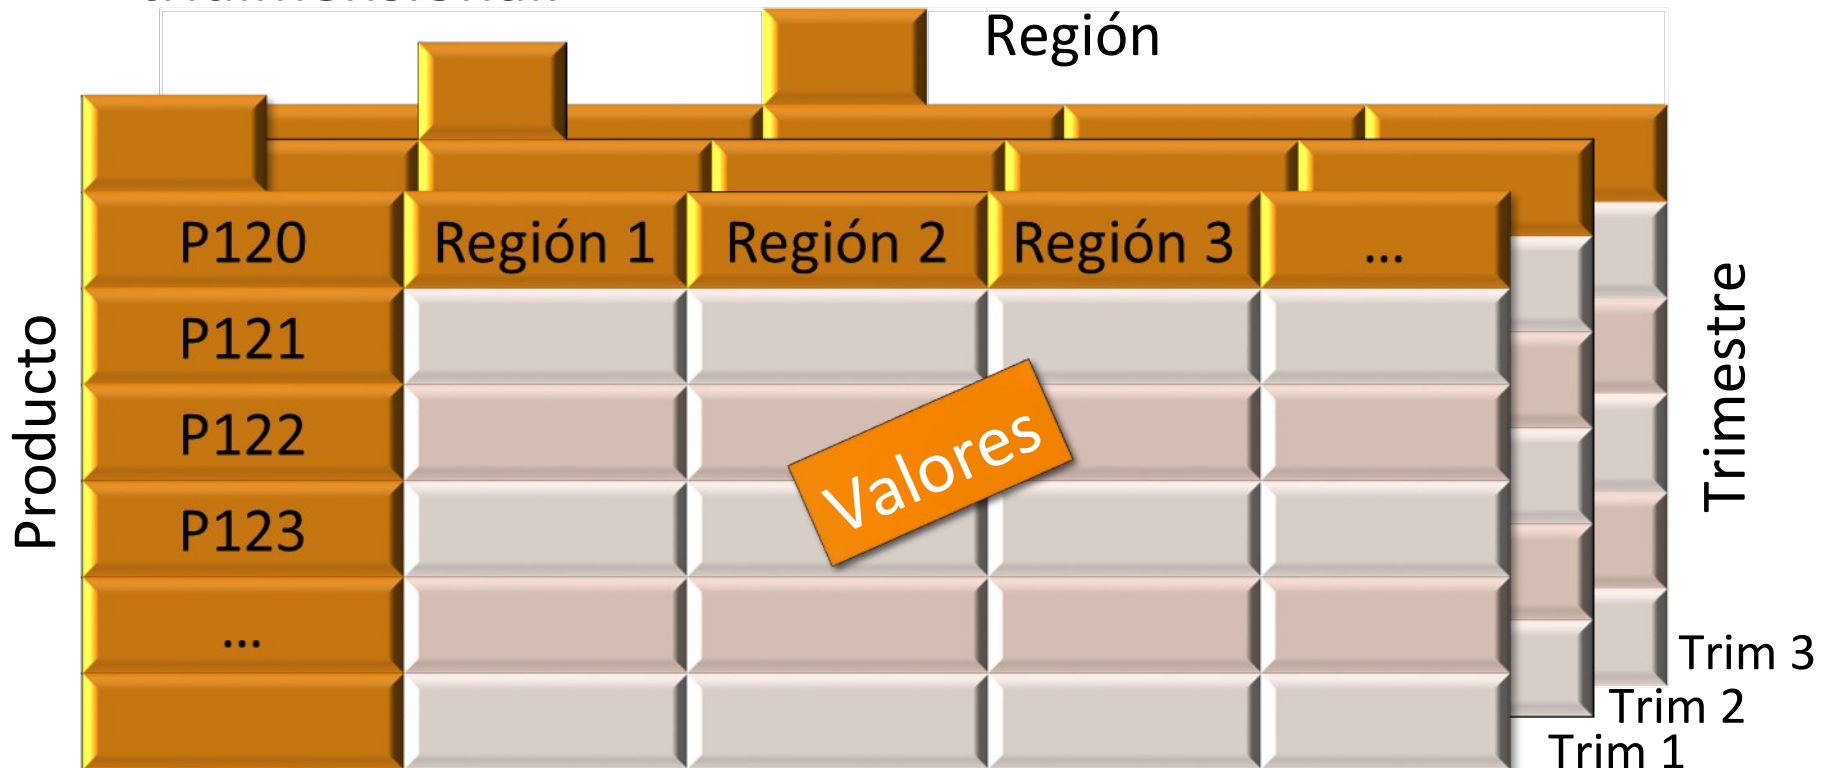 Región
P120 Región 1 Región 2 Región 3 ...
P121
P122
P123
...
Valores
Producto
Trimestre
Trim 3
Trim 2
Trim 1